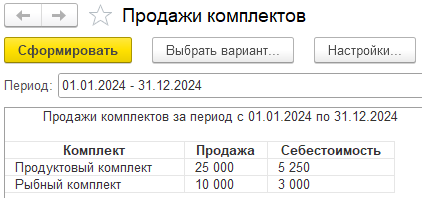 Продажи комплектов
Сформировать Выбрать вариант... Настройки...
Период: 01.01.2024 - 31.12.2024
Продажи комплектов за период с 01.01.2024 по 31.12.2024
Комплект Продажа Себестоимость
Продуктовый комплект 25 000 5 250
Рыбный комплект 10 000 3 000